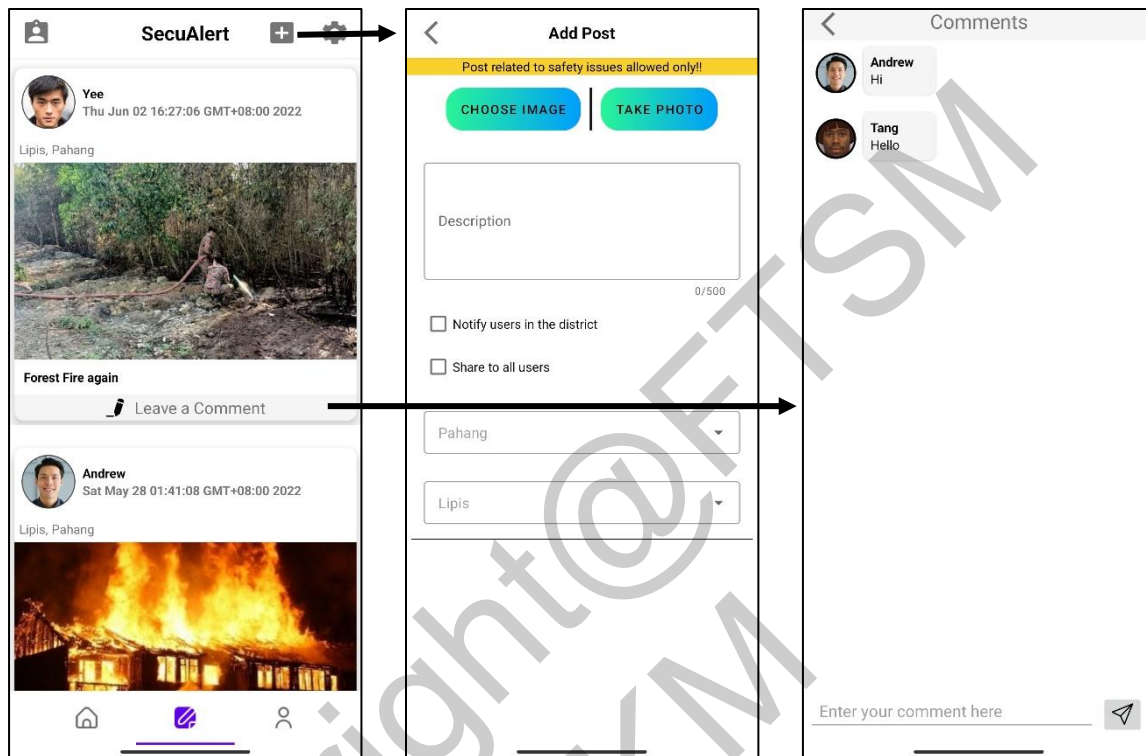 SecuAlert
Yee
Thu Jun 02 16:27:06 GMT+08:00 2022
Lipis, Pahang
Forest Fire again
Leave a Comment
Andrew
Sat May 28 01:41:08 GMT+08:00 2022
Lipis, Pahang
Add Post
Post related to safety issues allowed only!!
CHOOSE IMAGE
TAKE PHOTO
Description
0/500
Notify users in the district
Share to all users
Pahang
Lipis
Comments
Andrew
Hi
Tang
Hello
Enter your comment here
right@FTSM
KM